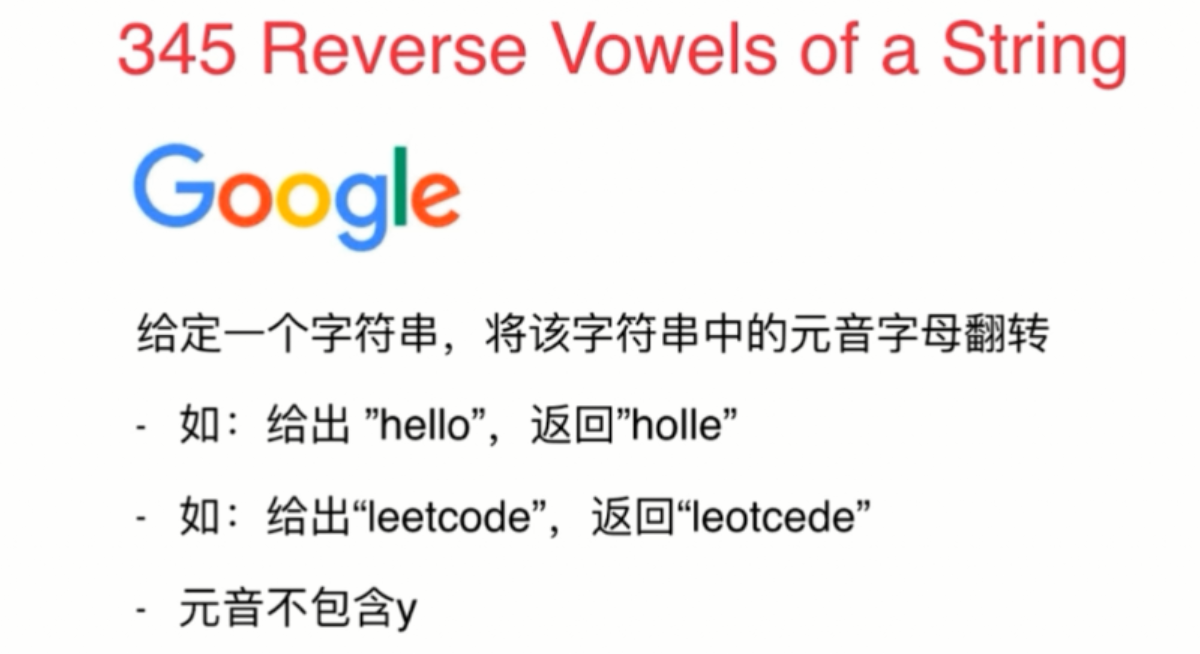 345 Reverse Vowels of a String
Google
给定一个字符串，将该字符串中的元音字母翻转
- 如：给出 ”hello”，返回”holle”
- 如：给出“leetcode”，返回“leotcede”
- 元音不包含y